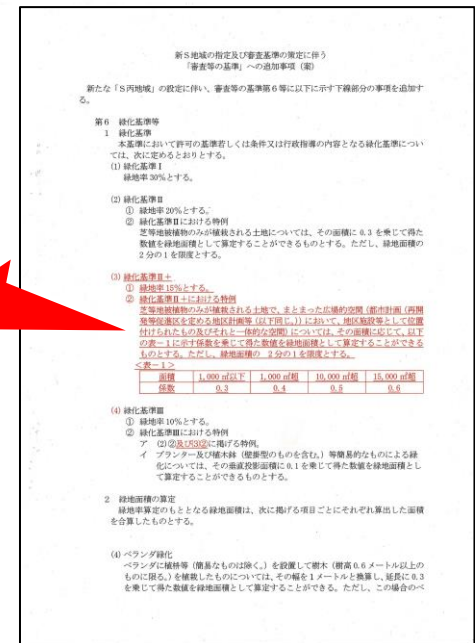 新S地域の指定及び審査基準の策定に伴う
「審査等の基準」への追加事項（案）
新たな「S丙地域」の設定に伴い、審査等の基準第6等に以下に示す下線部分の事項を追加す
る。
第6 緑化基準等
1 緑化基準
本基準において許可の基準若しくは条件又は行政指導の内容となる緑化基準につい
ては、次に定めるとおりとする。
(1) 緑化基準Ⅰ
緑地率30%とする。
(2) 緑化基準Ⅱ
① 緑地率20%とする。
② 緑化基準Ⅱにおける特例
芝等地被植物のみが植栽される土地については、その面積に0.3を乗じて得た
数値を緑地面積として算定することができるものとする。ただし、緑地面積の
2分の1を限度とする。
(3) 緑化基準Ⅱ＋
① 緑地率15%とする。
② 緑化基準Ⅱ＋における特例
芝等地被植物のみが植栽される土地で、まとまった広場的空間（都市計画（再開
発等促進区を定める地区計画等（以下同じ。））において、地区施設等として位置
付けられたもの及びそれと一体的な空間）については、その面積に応じて、以下
の表－1に示す係数を乗じて得た数値を緑地面積として算定することができる
ものとする。ただし、緑地面積の 2分の1を限度とする。
<表－1>
面積 1,000㎡以下 1,000㎡超 10,000㎡超 15,000㎡超
係数 0.3 0.4 0.5 0.6
(4) 緑化基準Ⅲ
① 緑地率10%とする。
② 緑化基準Ⅲにおける特例
ア (2)②及び(3)②に掲げる特例。
イ プランター及び植木鉢（壁掛型のものを含む。）等簡易的なものによる緑
化については、その垂直投影面積に0.1を乗じて得た数値を緑地面積とし
て算定することができるものとする。
2 緑地面積の算定
緑地率算定のもととなる緑地面積は、次に掲げる項目ごとにそれぞれ算出した面積
を合算したものとする。
(4) ベランダ緑化
ベランダに植桝等（簡易なものは除く。）を設置して樹木（樹高0.6メートル以上の
ものに限る。）を植栽したものについては、その幅を1メートルと換算し、延長に0.3
を乗じて得た数値を緑地面積として算定することができる。ただし、この場合のベ